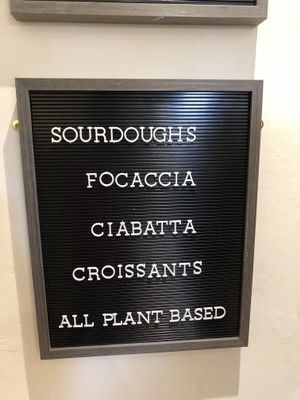 SOURDOUGHS
FOCACCIA
CIABATTA
CROISSANTS
ALL PLANT BASED